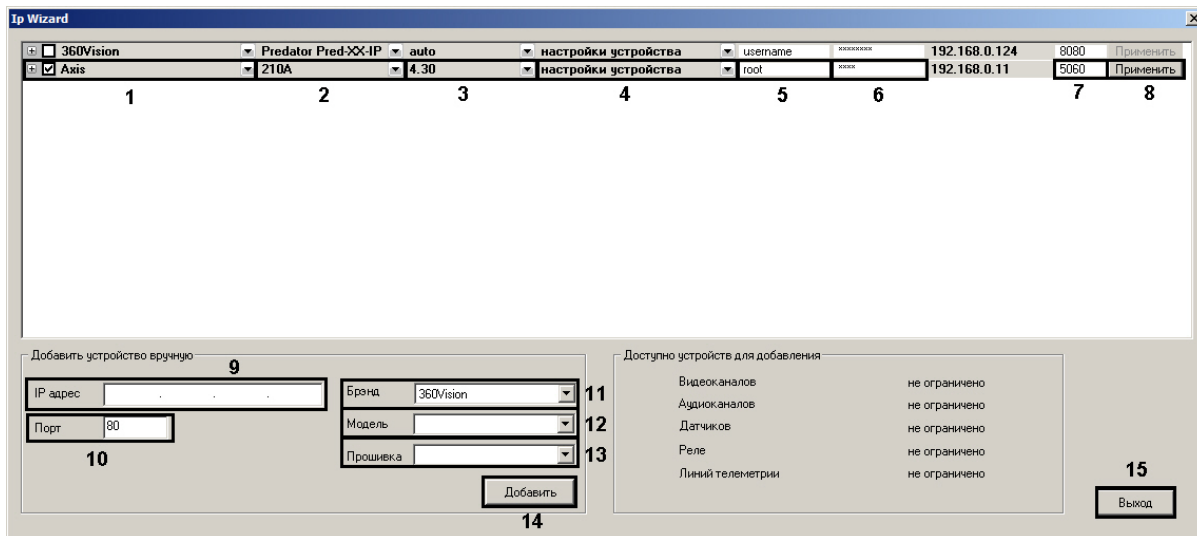 Ip Wizard
360Vision Predator Pred-XX-IP auto настройки устройства username ×××××××× 192.168.0.124 8080 Применить
Axis 210A 4.30 настройки устройства root ×××× 192.168.0.11 5060 Применить
1 2 3 4 5 6 7 8
Добавить устройство вручную
9
IP адрес . . .
Порт 80
10
Брэнд 360Vision 11
Модель 12
Прошивка 13
Добавить
14
Доступно устройств для добавления
Видеоканалов не ограничено
Аудиоканалов не ограничено
Датчиков не ограничено
Реле не ограничено
Линий телеметрии не ограничено
15
Выход